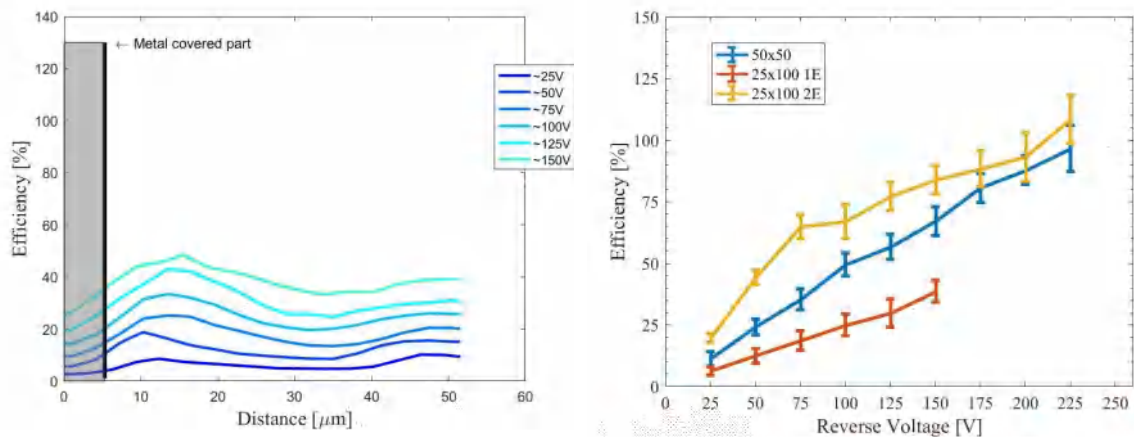 140
120
100
80
60
40
20
0
Efficiency [%]
← Metal covered part
~25V
~50V
~75V
~100V
~125V
~150V
0 10 20 30 40 50 60
Distance [μm]
150
125
100
75
50
25
0
Efficiency [%]
50x50
25x100 1E
25x100 2E
25 50 75 100 125 150 175 200 225
Reverse Voltage [V]